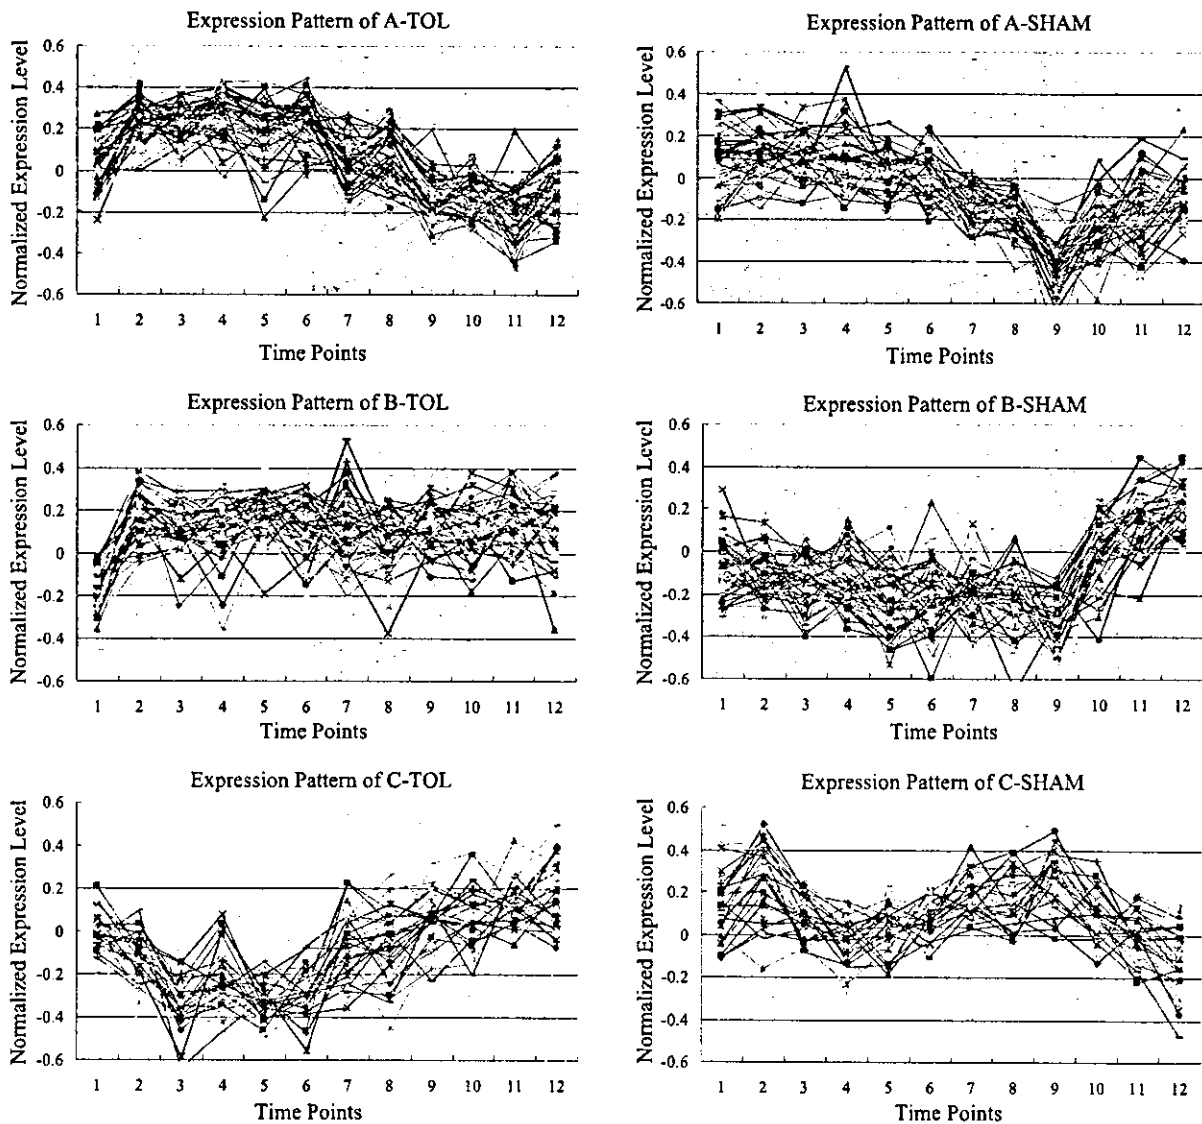 Expression Pattern of A-TOL
Normalized Expression Level
0.6
0.4
0.2
0
-0.2
-0.4
-0.6
1 2 3 4 5 6 7 8 9 10 11 12
Time Points
Expression Pattern of A-SHAM
Normalized Expression Level
0.6
0.4
0.2
0
-0.2
-0.4
-0.6
1 2 3 4 5 6 7 8 9 10 11 12
Time Points
Expression Pattern of B-TOL
Normalized Expression Level
0.6
0.4
0.2
0
-0.2
-0.4
-0.6
1 2 3 4 5 6 7 8 9 10 11 12
Time Points
Expression Pattern of B-SHAM
Normalized Expression Level
0.6
0.4
0.2
0
-0.2
-0.4
-0.6
1 2 3 4 5 6 7 8 9 10 11 12
Time Points
Expression Pattern of C-TOL
Normalized Expression Level
0.6
0.4
0.2
0
-0.2
-0.4
-0.6
1 2 3 4 5 6 7 8 9 10 11 12
Time Points
Expression Pattern of C-SHAM
Normalized Expression Level
0.6
0.4
0.2
0
-0.2
-0.4
-0.6
1 2 3 4 5 6 7 8 9 10 11 12
Time Points